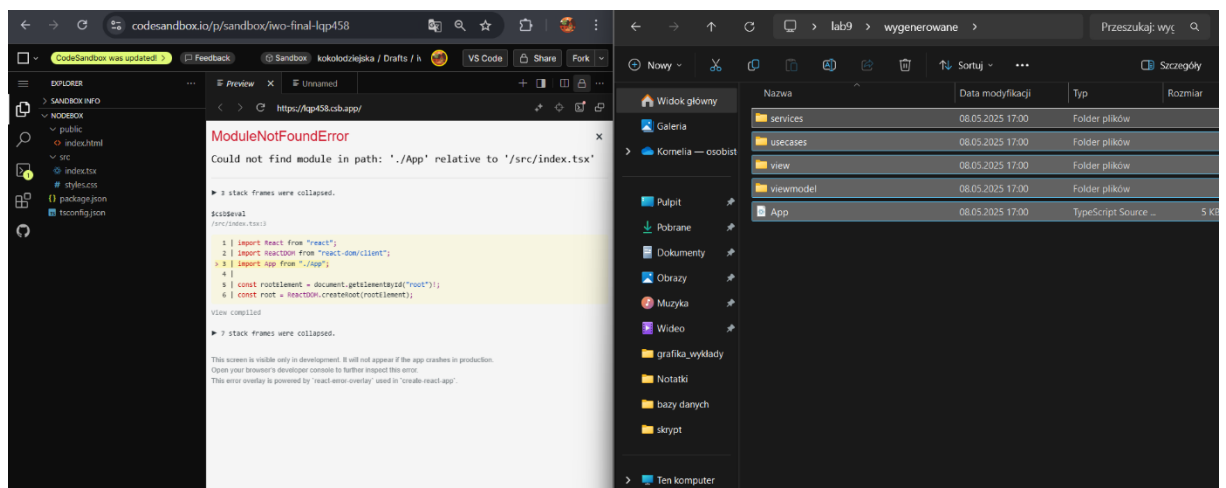 codesandbox.io/p/sandbox/iwo-final-lqp458
CodeSandbox was updated!
Feedback
Sandbox
kokolodziejska / Drafts / i
VS Code
Share
Fork
EXPLORER
SANDBOX INFO
NODEBOX
public
index.html
src
index.tsx
styles.css
package.json
tsconfig.json
1
Preview
Unnamed
https://lqp458.csb.app/
ModuleNotFoundError
Could not find module in path: './App' relative to '/src/index.tsx'
▶ 3 stack frames were collapsed.
$csb$eval
/src/index.tsx:3
1 | import React from "react";
2 | import ReactDOM from "react-dom/client";
> 3 | import App from "./App";
4 |
5 | const rootElement = document.getElementById("root")!;
6 | const root = ReactDOM.createRoot(rootElement);
View compiled
▶ 7 stack frames were collapsed.
This screen is visible only in development. It will not appear if the app crashes in production.
Open your browser's developer console to further inspect this error.
This error overlay is powered by `react-error-overlay` used in `create-react-app`.
lab9 > wygenerowane >
Przeszukaj: wyg
Nowy
Sortuj
Szczegóły
Widok główny
Galeria
Kornelia — osobist
Pulpit
Pobrane
Dokumenty
Obrazy
Muzyka
Wideo
grafika_wykłady
Notatki
bazy danych
skrypt
Ten komputer
Nazwa Data modyfikacji Typ Rozmiar
services 08.05.2025 17:00 Folder plików
usecases 08.05.2025 17:00 Folder plików
view 08.05.2025 17:00 Folder plików
viewmodel 08.05.2025 17:00 Folder plików
App 08.05.2025 17:00 TypeScript Source ... 5 KB